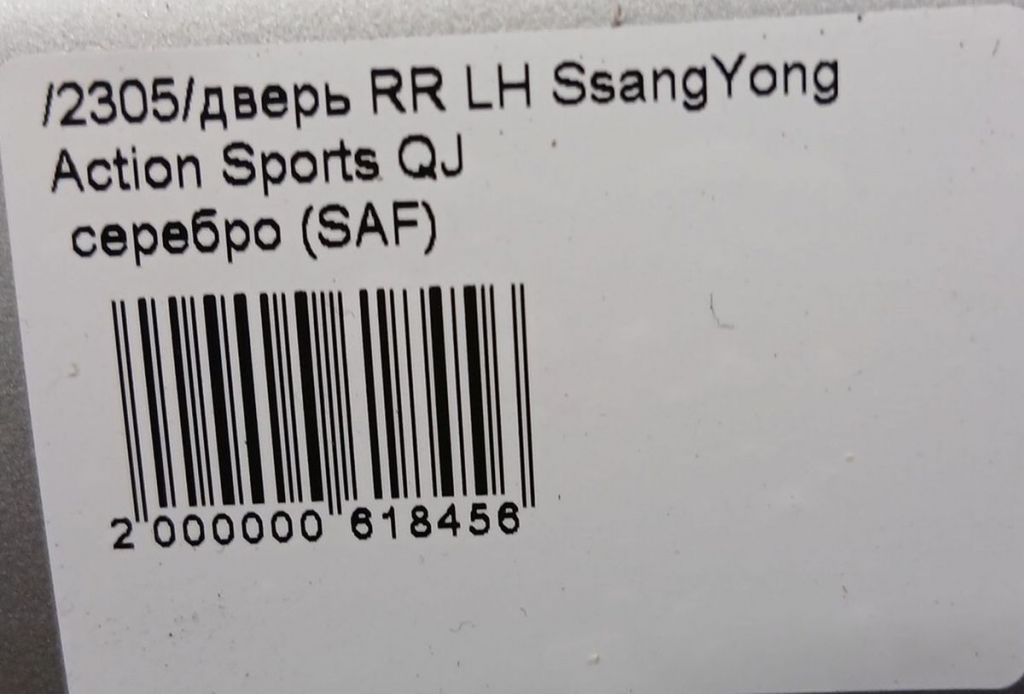 /2305/дверь RR LH SsangYong
Action Sports QJ
серебро (SAF)
2 000000 618456